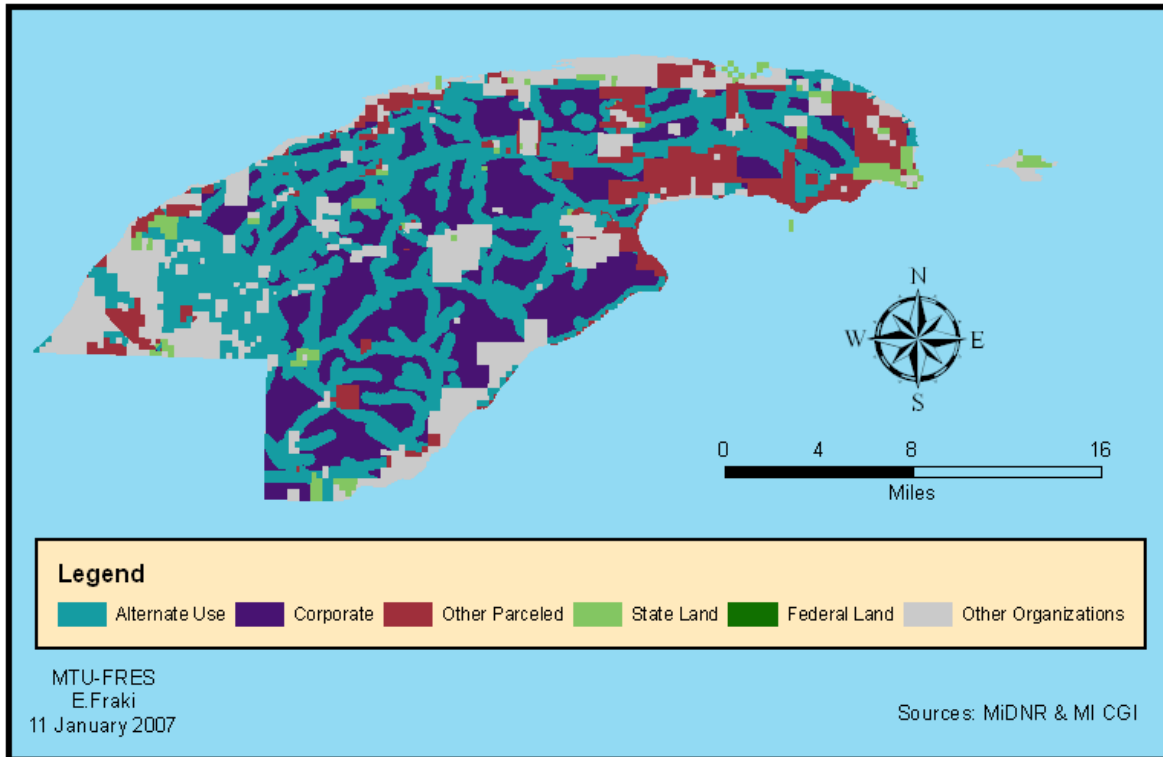 N
W E
S
0 4 8 16
Miles
Legend
Alternate Use Corporate Other Parceled State Land Federal Land Other Organizations
MTU-FRES
E.Fraki
11 January 2007
Sources: MiDNR & MI CGI